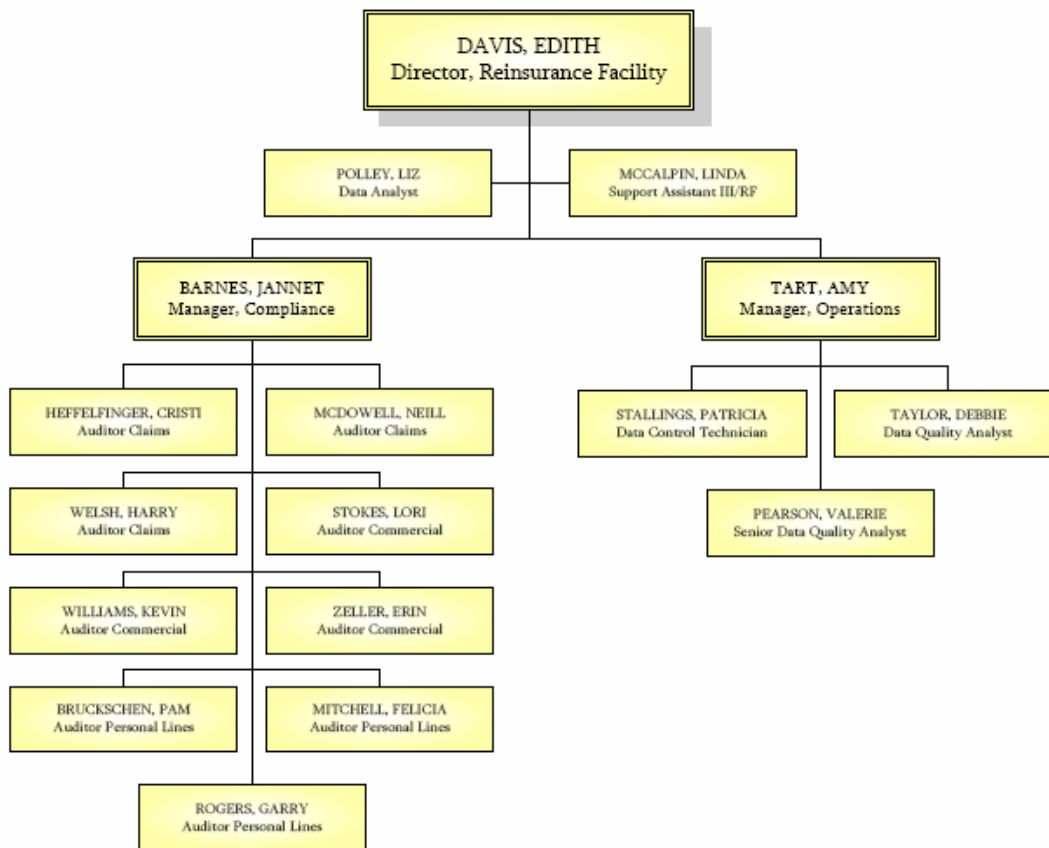 DAVIS, EDITH
Director, Reinsurance Facility
POLLEY, LIZ
Data Analyst
MCCALPIN, LINDA
Support Assistant III/RF
BARNES, JANNET
Manager, Compliance
TART, AMY
Manager, Operations
HEFFELFINGER, CRISTI
Auditor Claims
MCDOWELL, NEILL
Auditor Claims
STALLINGS, PATRICIA
Data Control Technician
TAYLOR, DEBBIE
Data Quality Analyst
WELSH, HARRY
Auditor Claims
STOKES, LORI
Auditor Commercial
PEARSON, VALERIE
Senior Data Quality Analyst
WILLIAMS, KEVIN
Auditor Commercial
ZELLER, ERIN
Auditor Commercial
BRUCKSCHEN, PAM
Auditor Personal Lines
MITCHELL, FELICIA
Auditor Personal Lines
ROGERS, GARRY
Auditor Personal Lines